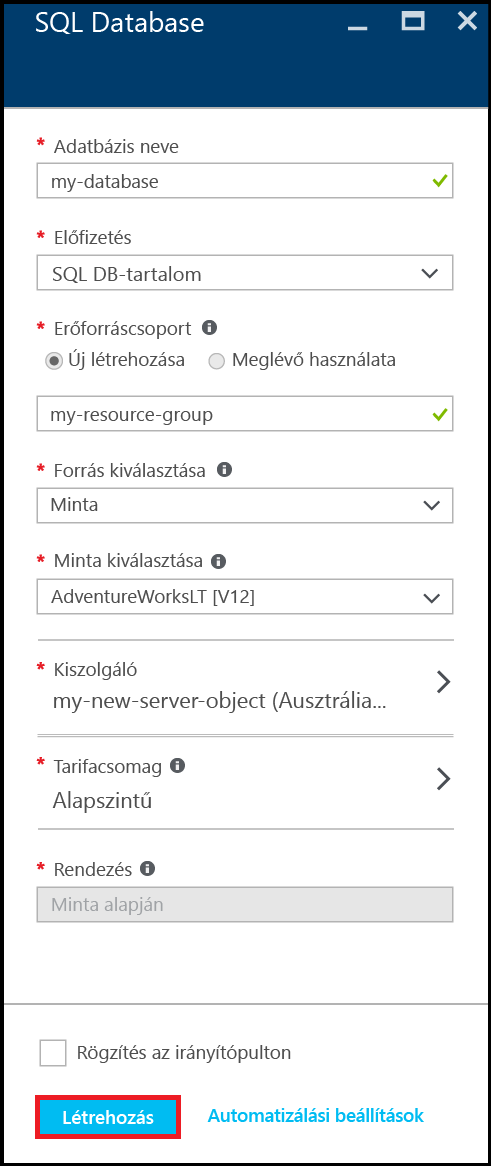 SQL Database
* Adatbázis neve
my-database
* Előfizetés
SQL DB-tartalom
* Erőforráscsoport
Új létrehozása Meglévő használata
my-resource-group
* Forrás kiválasztása
Minta
* Minta kiválasztása
AdventureWorksLT [V12]
* Kiszolgáló
my-new-server-object (Ausztrália...
* Tarifacsomag
Alapszintű
* Rendezés
Minta alapján
Rögzítés az irányítópulton
Létrehozás Automatizálási beállítások